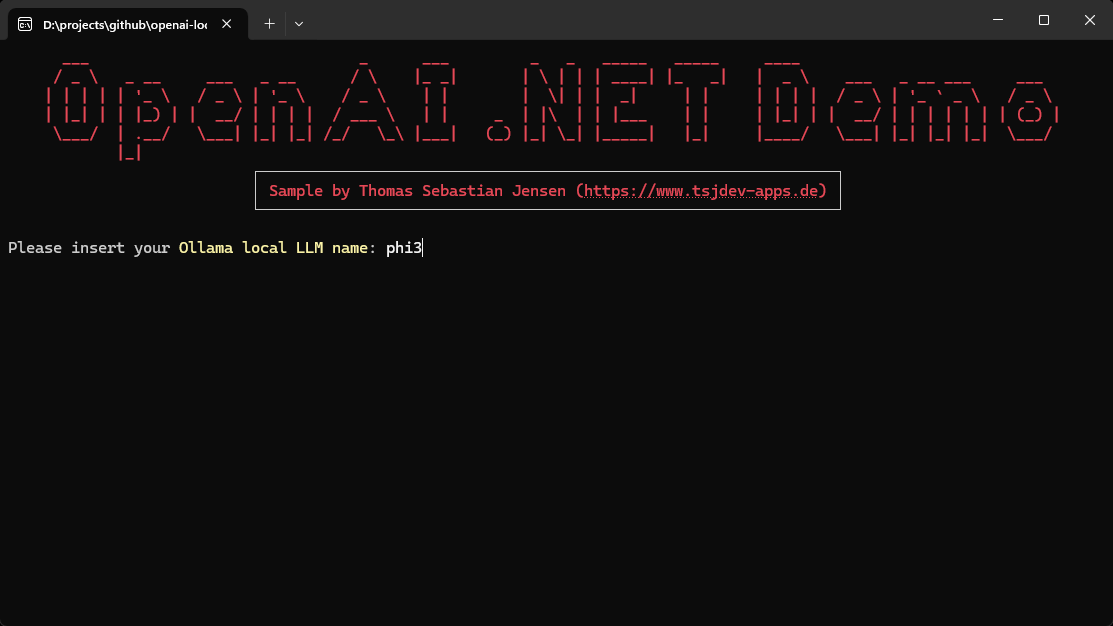 D:\projects\github\openai-loc
OpenAI .NET Demo
Sample by Thomas Sebastian Jensen (https://www.tsjdev-apps.de)
Please insert your Ollama local LLM name: phi3